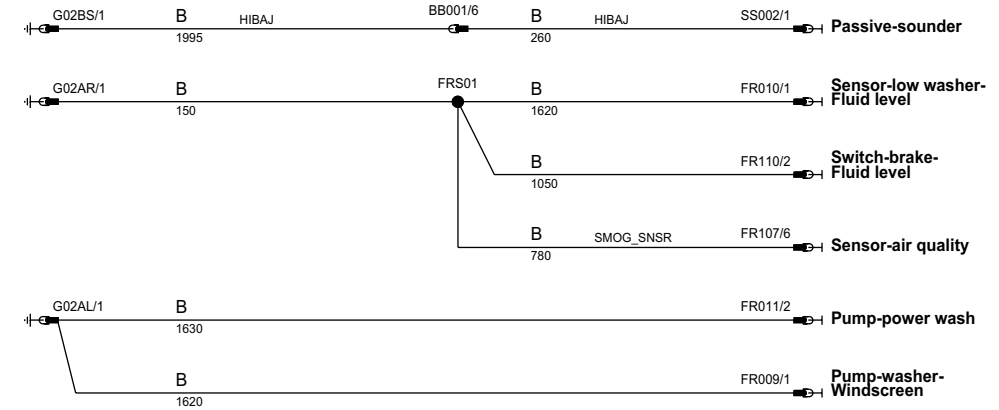 G02BS/1 B HIBAJ BB001/6 B HIBAJ SS002/1 Passive-sounder
1995 260
G02AR/1 B FRS01 B FR010/1 Sensor-low washer-
Fluid level
150 1620
B FR110/2 Switch-brake-
Fluid level
1050
B SMOG_SNSR FR107/6 Sensor-air quality
780
G02AL/1 B FR011/2 Pump-power wash
1630
B FR009/1 Pump-washer-
Windscreen
1620